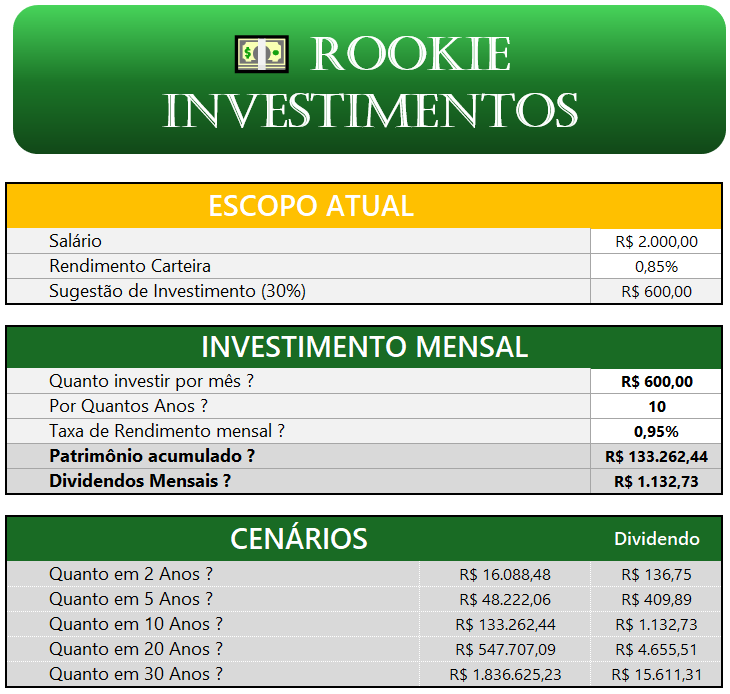 ROOKIE
INVESTIMENTOS
ESCOPO ATUAL
Salário R$ 2.000,00
Rendimento Carteira 0,85%
Sugestão de Investimento (30%) R$ 600,00
INVESTIMENTO MENSAL
Quanto investir por mês ? R$ 600,00
Por Quantos Anos ? 10
Taxa de Rendimento mensal ? 0,95%
Patrimônio acumulado ? R$ 133.262,44
Dividendos Mensais ? R$ 1.132,73
CENÁRIOS Dividendo
Quanto em 2 Anos ? R$ 16.088,48 R$ 136,75
Quanto em 5 Anos ? R$ 48.222,06 R$ 409,89
Quanto em 10 Anos ? R$ 133.262,44 R$ 1.132,73
Quanto em 20 Anos ? R$ 547.707,09 R$ 4.655,51
Quanto em 30 Anos ? R$ 1.836.625,23 R$ 15.611,31